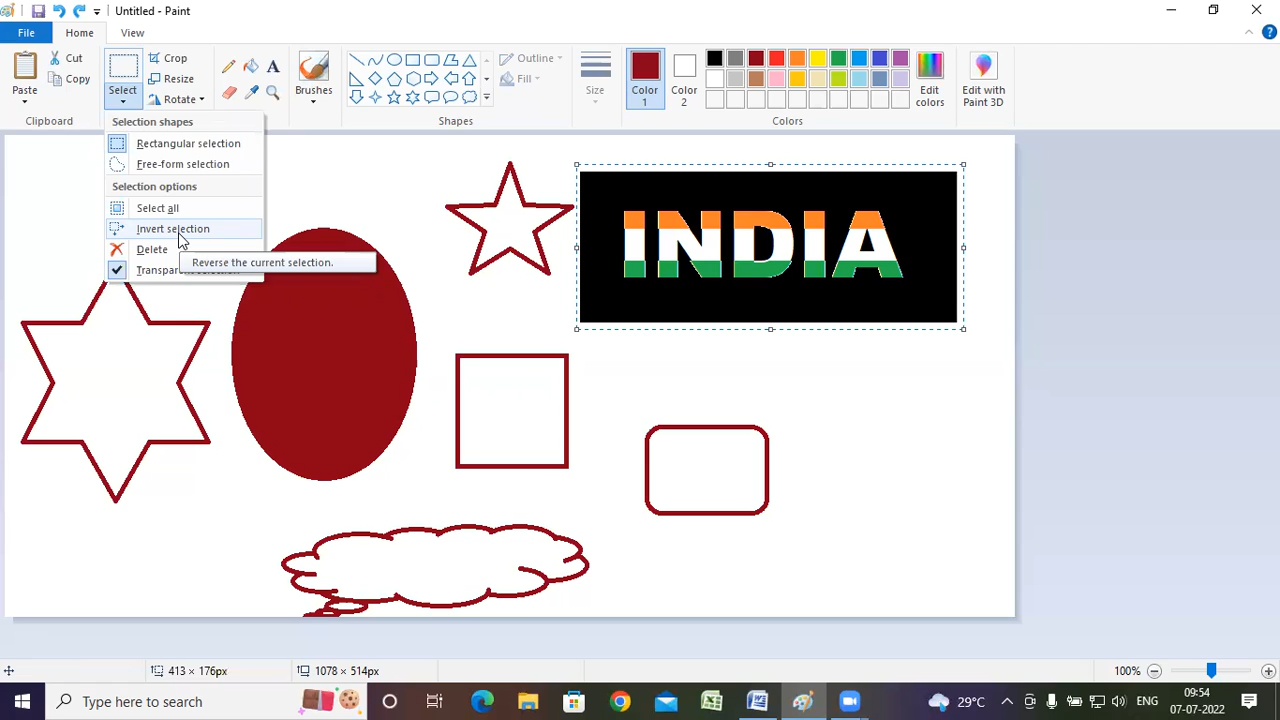 Untitled - Paint
File
Home
View
Paste
Cut
Copy
Clipboard
Select
Crop
Resize
Rotate
Brushes
Shapes
Outline
Fill
Size
Color 1
Color 2
Edit colors
Edit with Paint 3D
Colors
Selection shapes
Rectangular selection
Free-form selection
Selection options
Select all
Invert selection
Delete
Reverse the current selection.
INDIA
413 × 176px
1078 × 514px
100%
Type here to search
29°C
ENG
09:54
07-07-2022